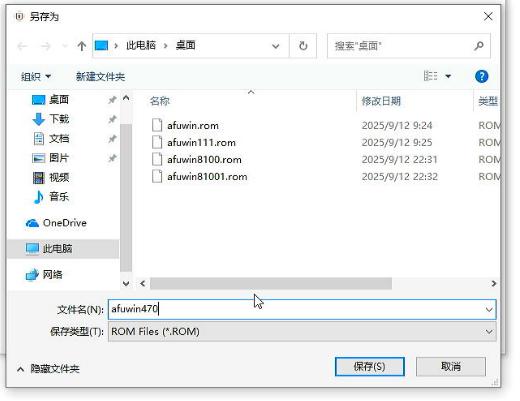 另存为
此电脑 桌面
搜索"桌面"
组织 新建文件夹
桌面
下载
文档
图片
视频
音乐
OneDrive
此电脑
网络
名称 修改日期 类型
afuwin.rom 2025/9/12 9:24 ROM
afuwin111.rom 2025/9/12 9:25 ROM
afuwin8100.rom 2025/9/12 22:31 ROM
afuwin81001.rom 2025/9/12 22:32 ROM
文件名(N): afuwin470
保存类型(T): ROM Files (*.ROM)
隐藏文件夹 保存(S) 取消